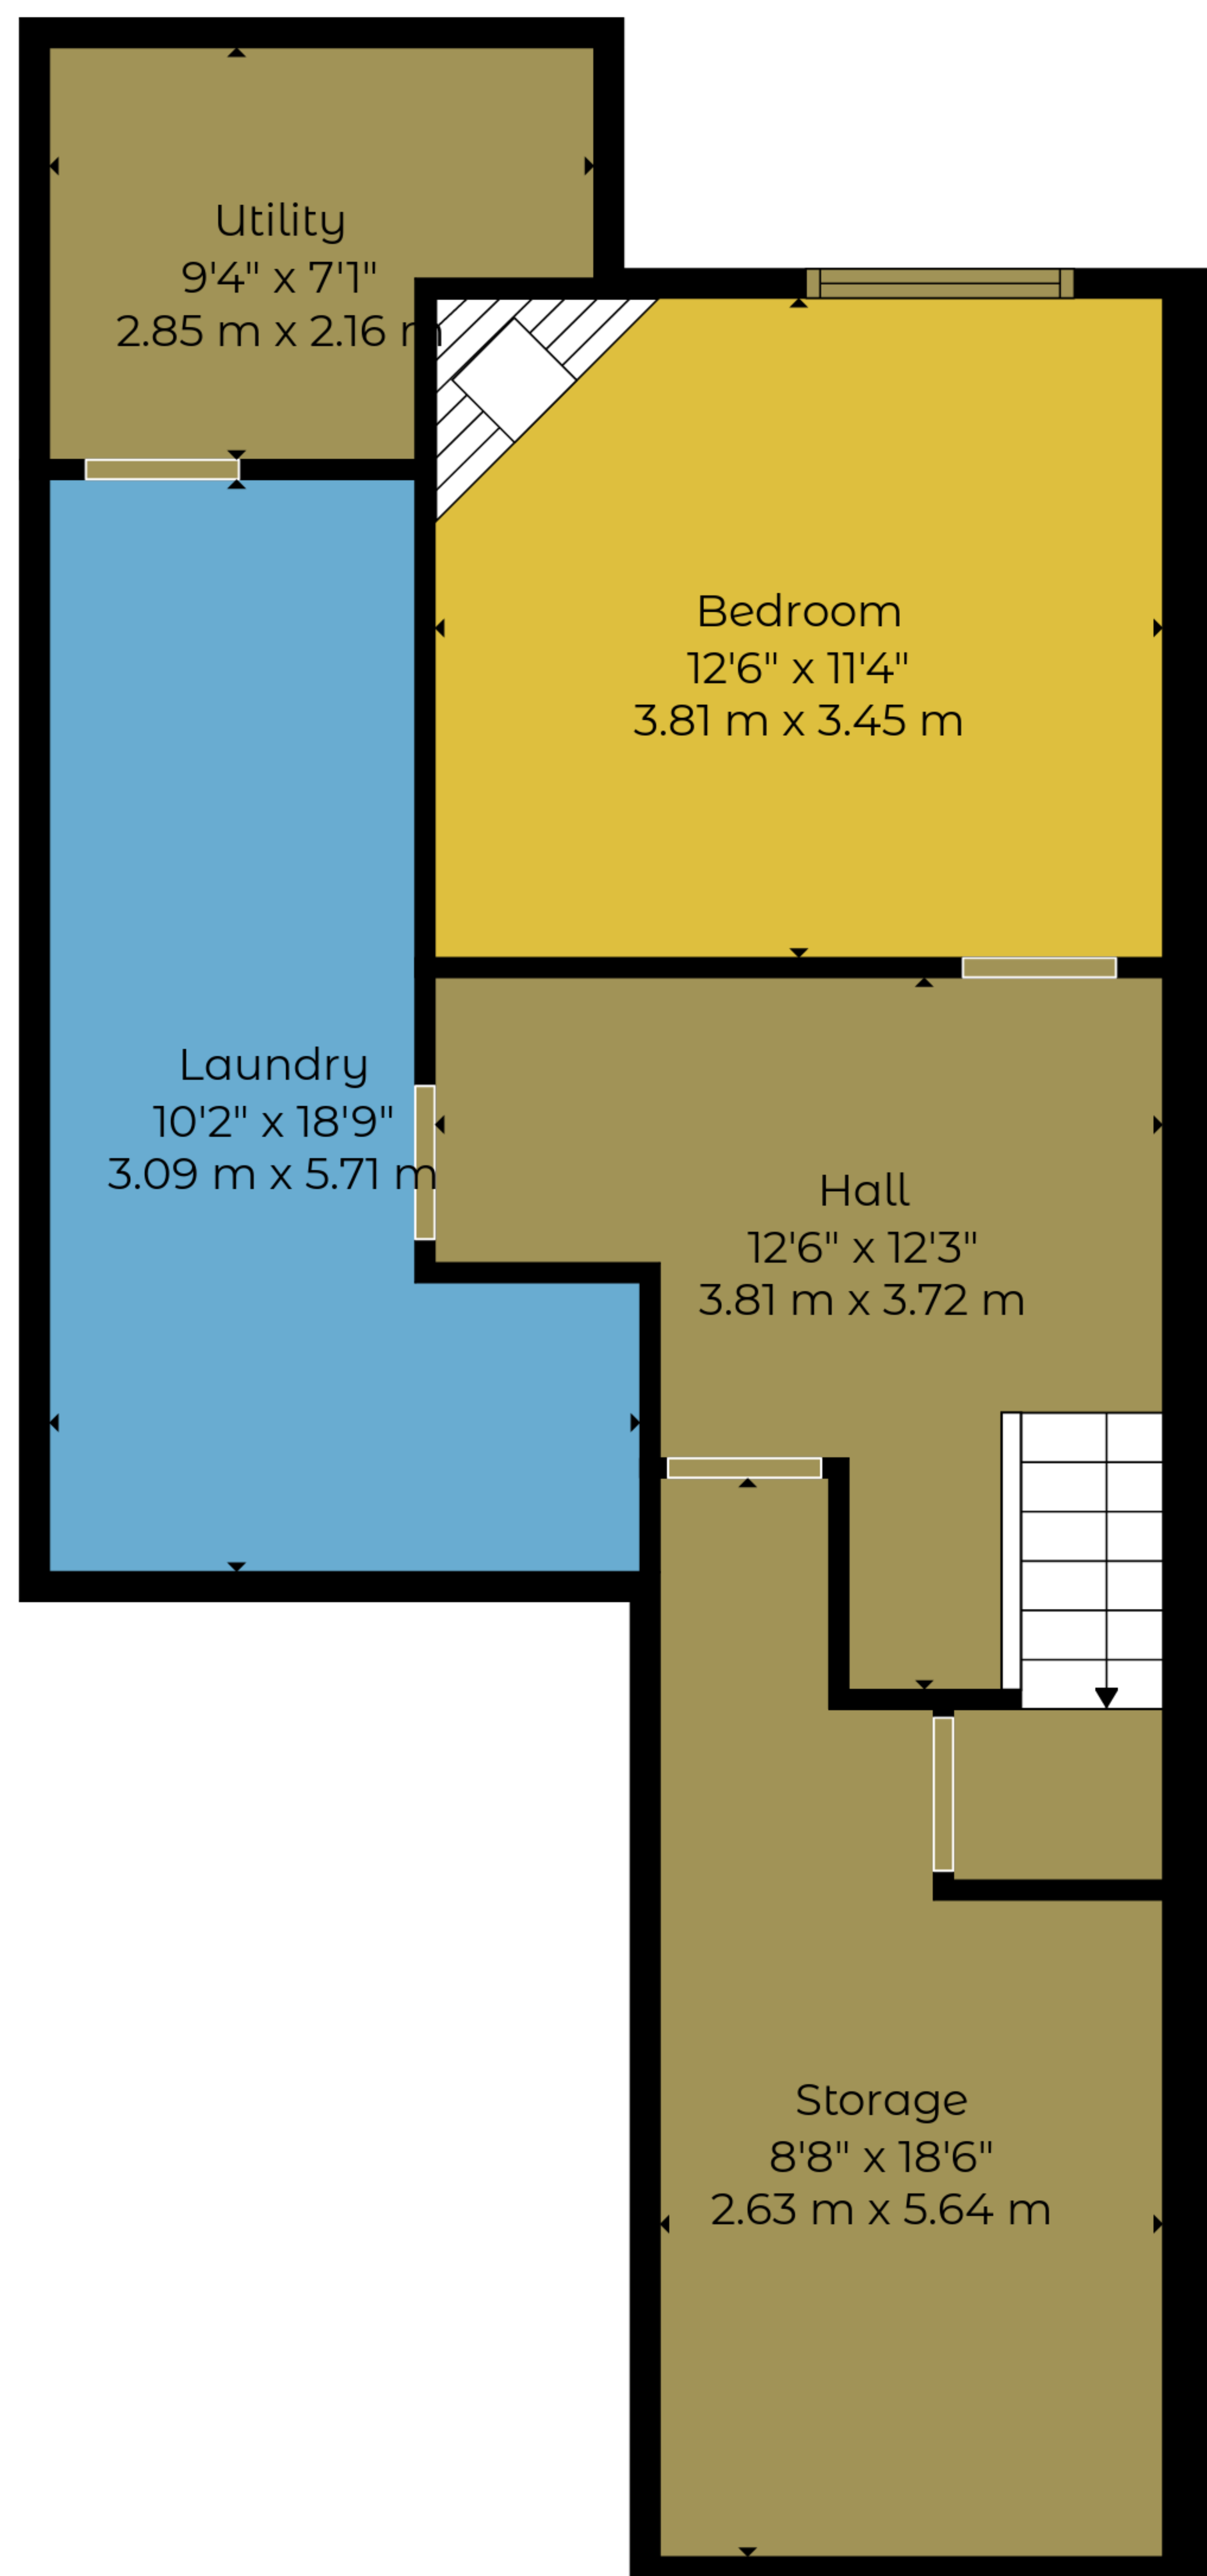 Utility
9'4" x 7'1"
2.85 m x 2.16 m
Bedroom
12'6" x 11'4"
3.81 m x 3.45 m
Laundry
10'2" x 18'9"
3.09 m x 5.71 m
Hall
12'6" x 12'3"
3.81 m x 3.72 m
Storage
8'8" x 18'6"
2.63 m x 5.64 m